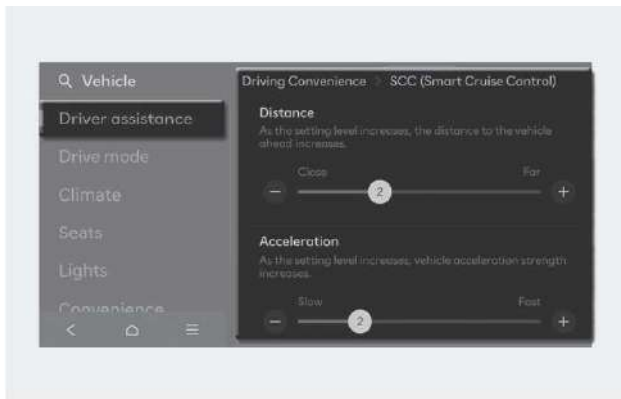 Vehicle
Driver assistance
Drive mode
Climate
Seats
Lights
Convenience
Driving Convenience > SCC (Smart Cruise Control)
Distance
As the setting level increases, the distance to the vehicle
ahead increases.
Close Far
− 2 +
Acceleration
As the setting level increases, vehicle acceleration strength
increases.
Slow Fast
− 2 +